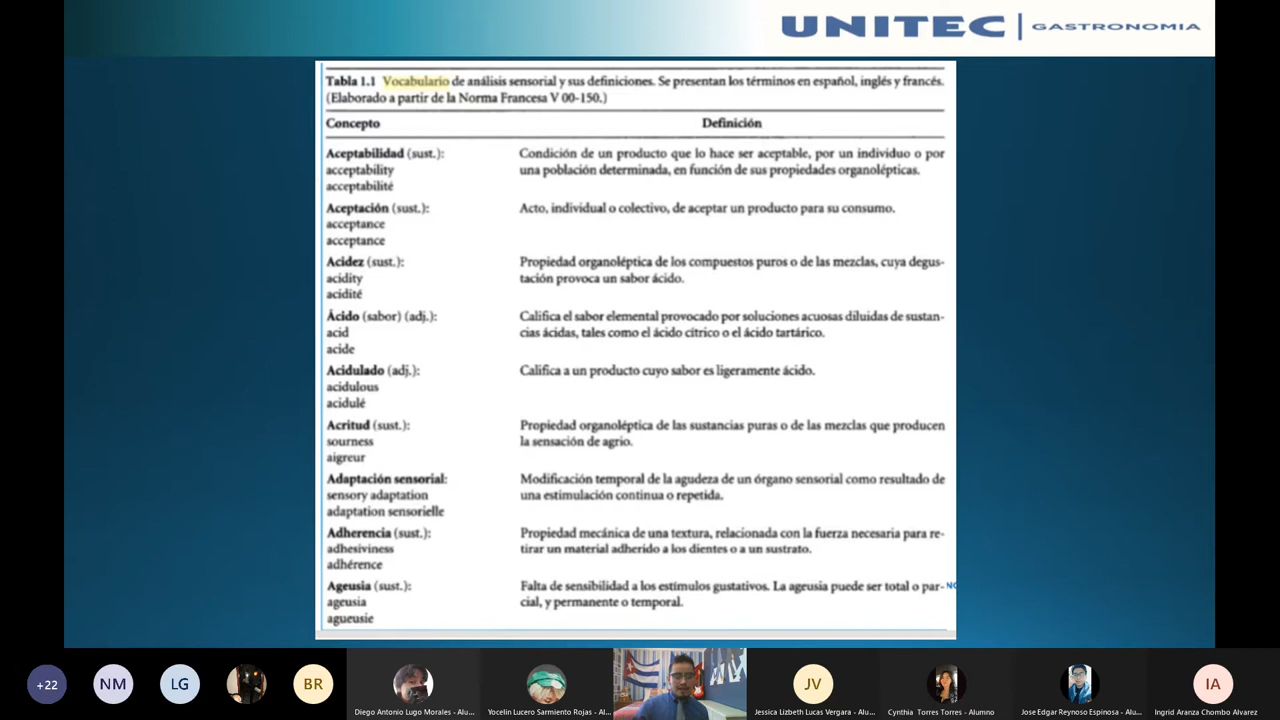 UNITEC | GASTRONOMIA
Tabla 1.1 Vocabulario de análisis sensorial y sus definiciones. Se presentan los términos en español, inglés y francés.
(Elaborado a partir de la Norma Francesa V 00-150.)
Concepto Definición
Aceptabilidad (sust.): Condición de un producto que lo hace ser aceptable, por un individuo o por
acceptability una población determinada, en función de sus propiedades organolépticas.
acceptabilité
Aceptación (sust.): Acto, individual o colectivo, de aceptar un producto para su consumo.
acceptance
acceptance
Acidez (sust.): Propiedad organoléptica de los compuestos puros o de las mezclas, cuya degus-
acidity tación provoca un sabor ácido.
acidité
Ácido (sabor) (adj.): Califica el sabor elemental provocado por soluciones acuosas diluidas de sustan-
acid cias ácidas, tales como el ácido cítrico o el ácido tartárico.
acide
Acidulado (adj.): Califica a un producto cuyo sabor es ligeramente ácido.
acidulous
acidulé
Acritud (sust.): Propiedad organoléptica de las sustancias puras o de las mezclas que producen
sourness la sensación de agrio.
aigreur
Adaptación sensorial: Modificación temporal de la agudeza de un órgano sensorial como resultado de
sensory adaptation una estimulación continua o repetida.
adaptation sensorielle
Adherencia (sust.): Propiedad mecánica de una textura, relacionada con la fuerza necesaria para re-
adhesiviness tirar un material adherido a los dientes o a un sustrato.
adhérence
Ageusia (sust.): Falta de sensibilidad a los estímulos gustativos. La ageusia puede ser total o par-
ageusia cial, y permanente o temporal.
agueusie
+22 NM LG BR JV IA
Diego Antonio Lugo Morales - Alu... Yocelin Lucero Sarmiento Rojas - Al... Jessica Lizbeth Lucas Vergara - Alu... Cynthia Torres Torres - Alumno Jose Edgar Reynoso Espinosa - Alu... Ingrid Aranza Chombo Alvarez